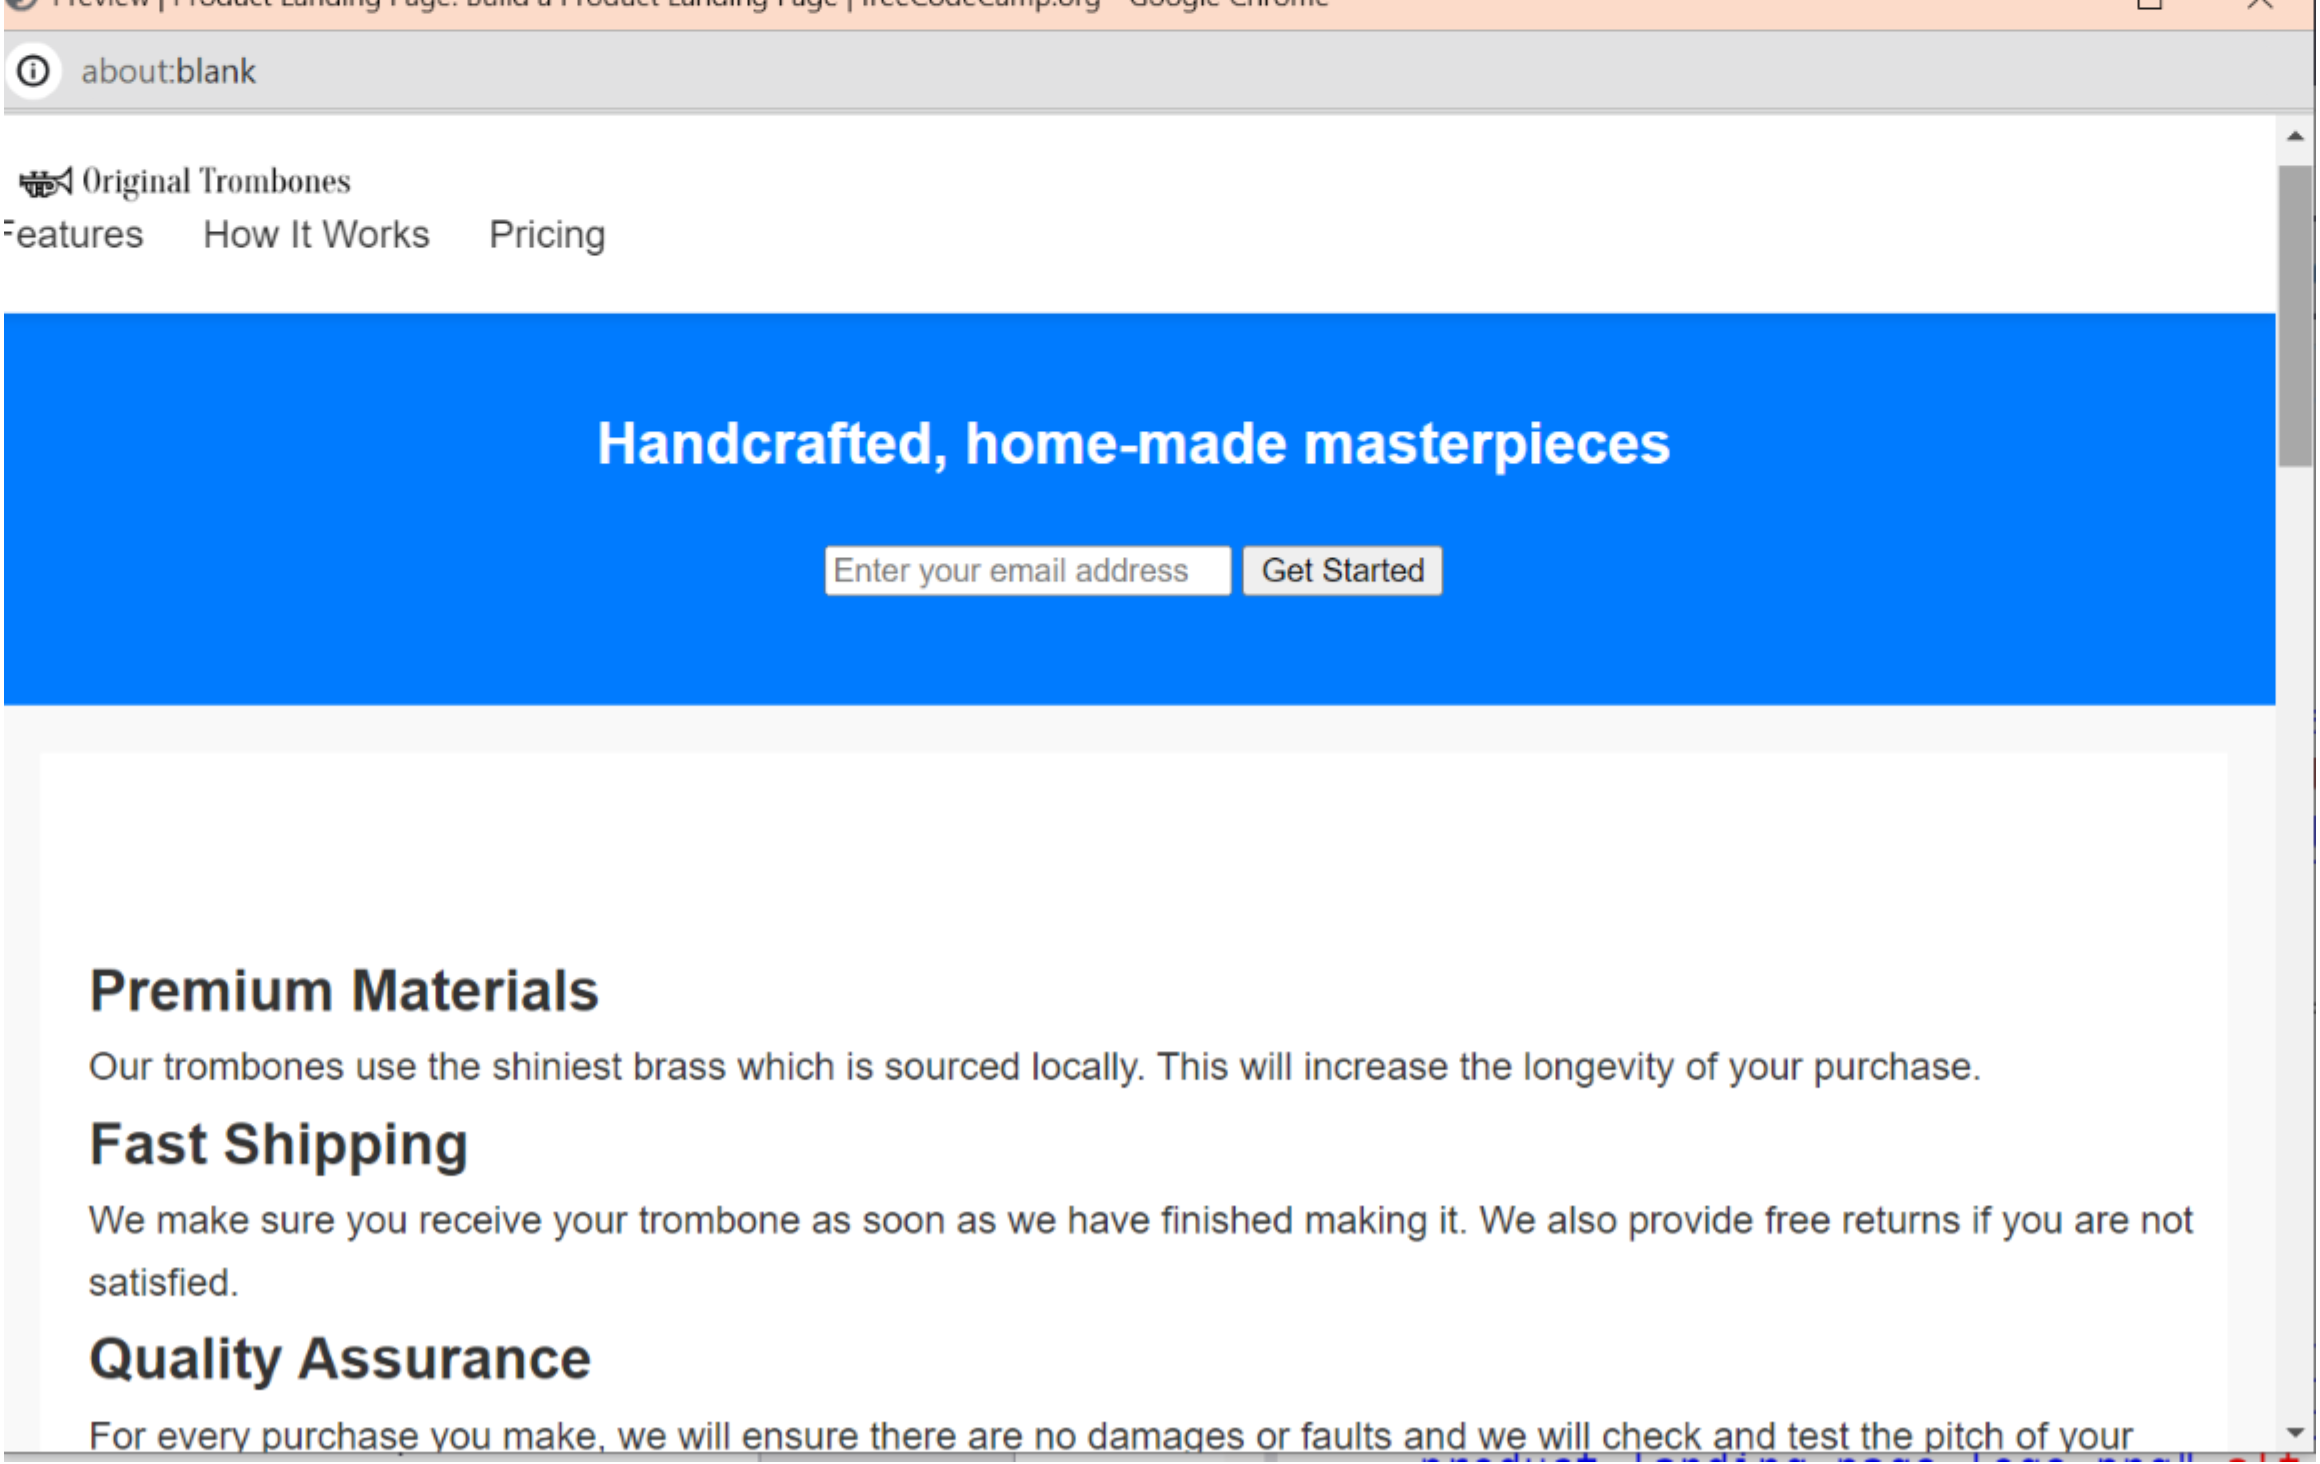 Preview | Product Landing Page: Build a Product Landing Page | freeCodeCamp.org - Google Chrome
about:blank
Original Trombones
Features How It Works Pricing
Handcrafted, home-made masterpieces
Enter your email address Get Started
Premium Materials
Our trombones use the shiniest brass which is sourced locally. This will increase the longevity of your purchase.
Fast Shipping
We make sure you receive your trombone as soon as we have finished making it. We also provide free returns if you are not
satisfied.
Quality Assurance
For every purchase you make, we will ensure there are no damages or faults and we will check and test the pitch of your